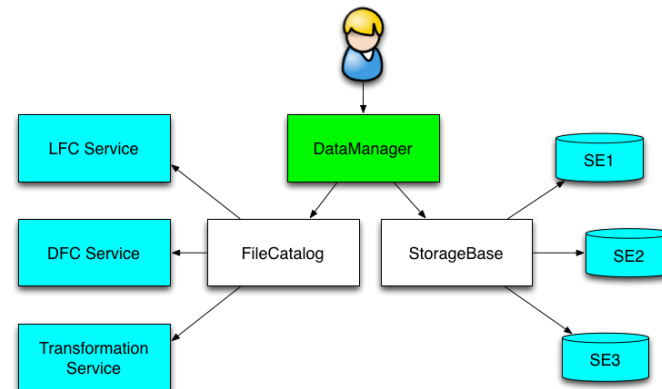 LFC Service
DataManager
SE1
DFC Service
FileCatalog
StorageBase
SE2
Transformation
Service
SE3